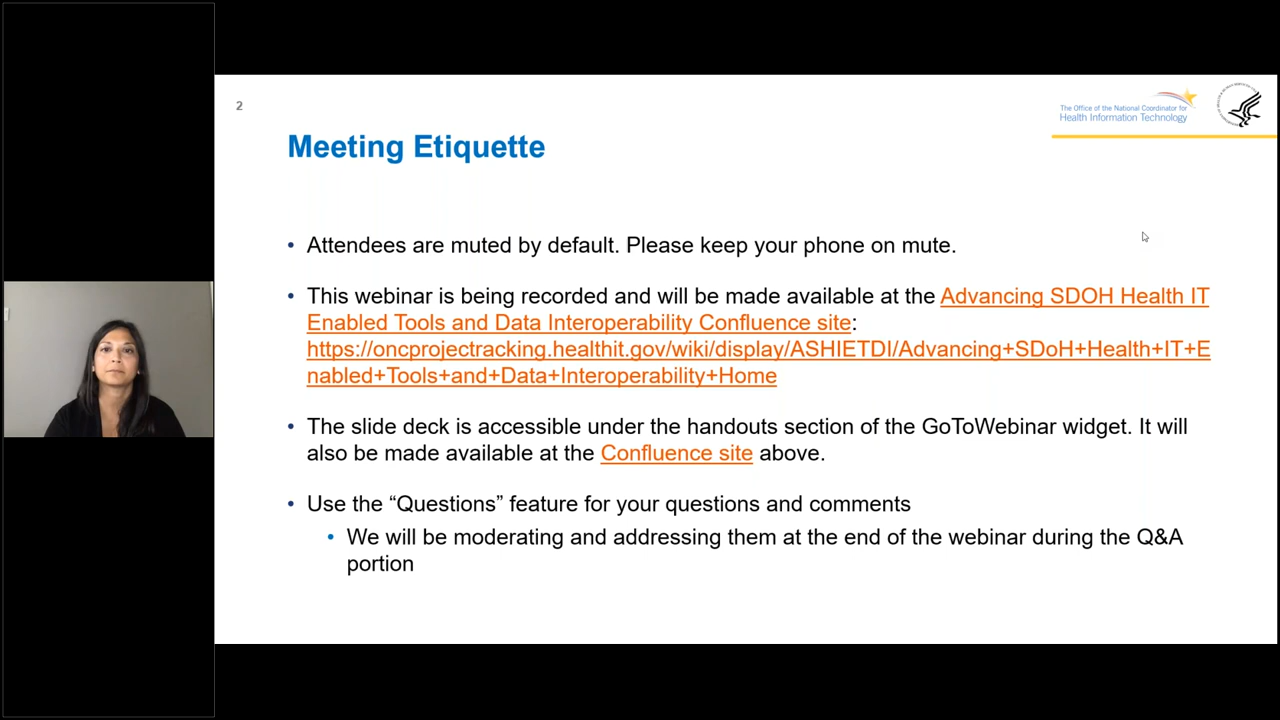 2
The Office of the National Coordinator for
Health Information Technology
Meeting Etiquette
• Attendees are muted by default. Please keep your phone on mute.
• This webinar is being recorded and will be made available at the Advancing SDOH Health IT
Enabled Tools and Data Interoperability Confluence site:
https://oncprojectracking.healthit.gov/wiki/display/ASHIETDI/Advancing+SDoH+Health+IT+E
nabled+Tools+and+Data+Interoperability+Home
• The slide deck is accessible under the handouts section of the GoToWebinar widget. It will
also be made available at the Confluence site above.
• Use the “Questions” feature for your questions and comments
• We will be moderating and addressing them at the end of the webinar during the Q&A
portion